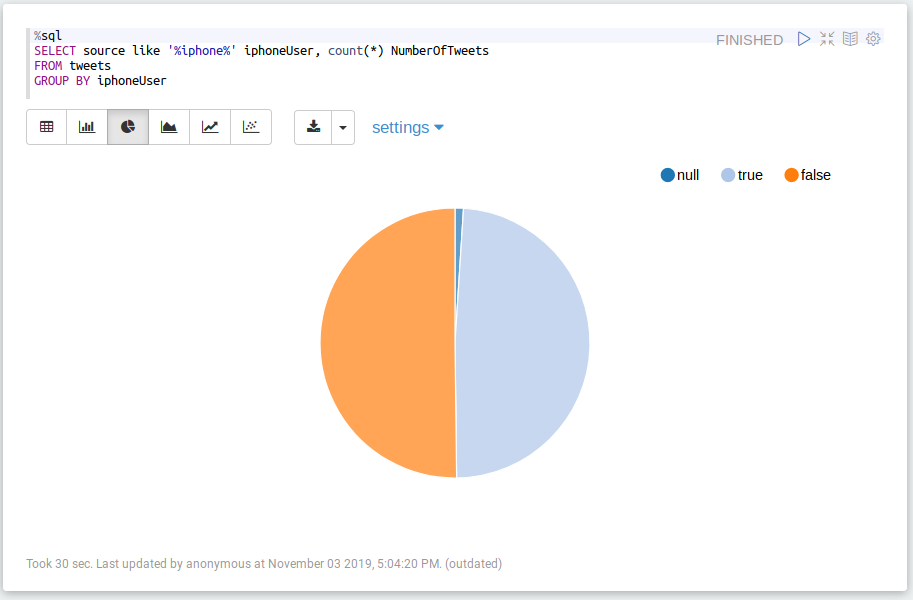 %sql
SELECT source like '%iphone%' iphoneUser, count(*) NumberOfTweets
FROM tweets
GROUP BY iphoneUser
FINISHED
settings
null true false
Took 30 sec. Last updated by anonymous at November 03 2019, 5:04:20 PM. (outdated)